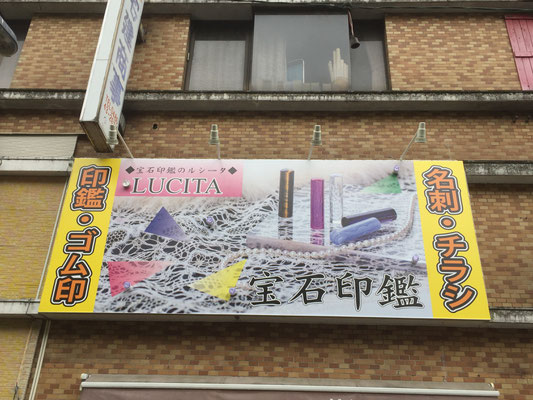 ◆宝石印鑑のルシータ◆
LUCITA
印鑑・ゴム印
名刺・チラシ
宝石印鑑